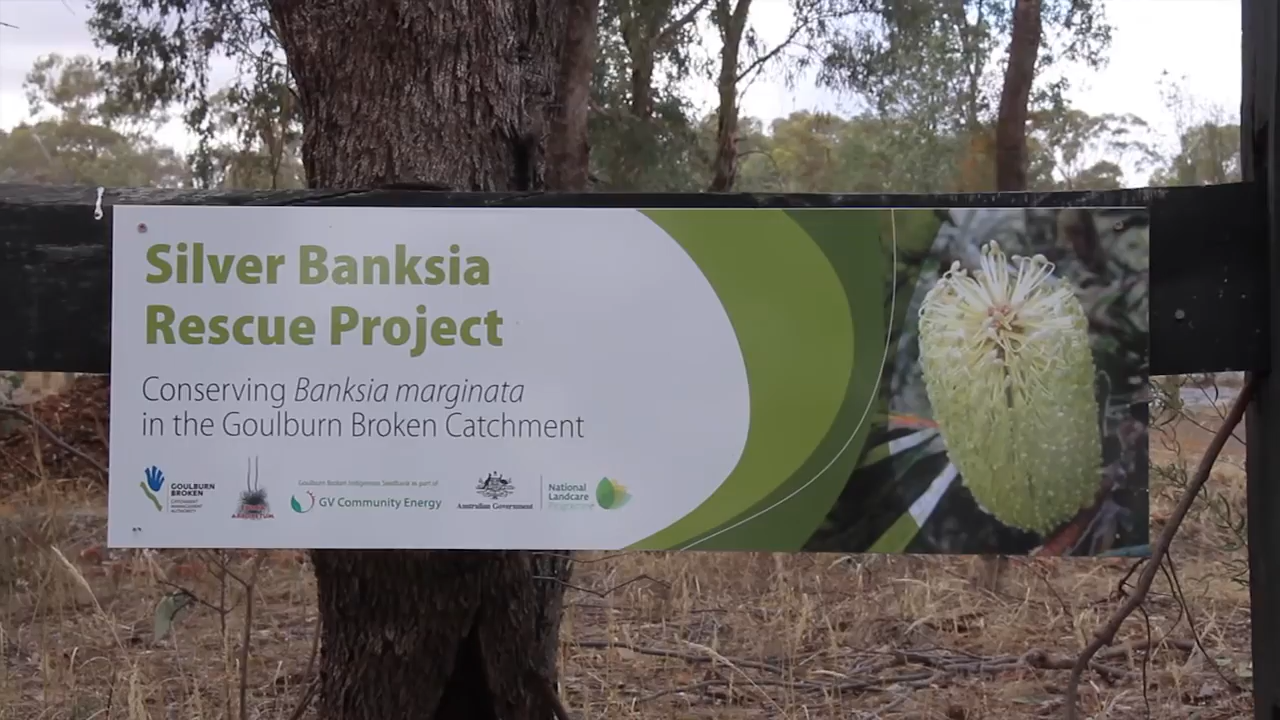 Silver Banksia
Rescue Project
Conserving Banksia marginata
in the Goulburn Broken Catchment
GOULBURN
BROKEN
CATCHMENT
MANAGEMENT
AUTHORITY
ARBORETUM
Goulburn Broken Indigenous Seedbank as part of
GV Community Energy
Australian Government
National
Landcare
Programme